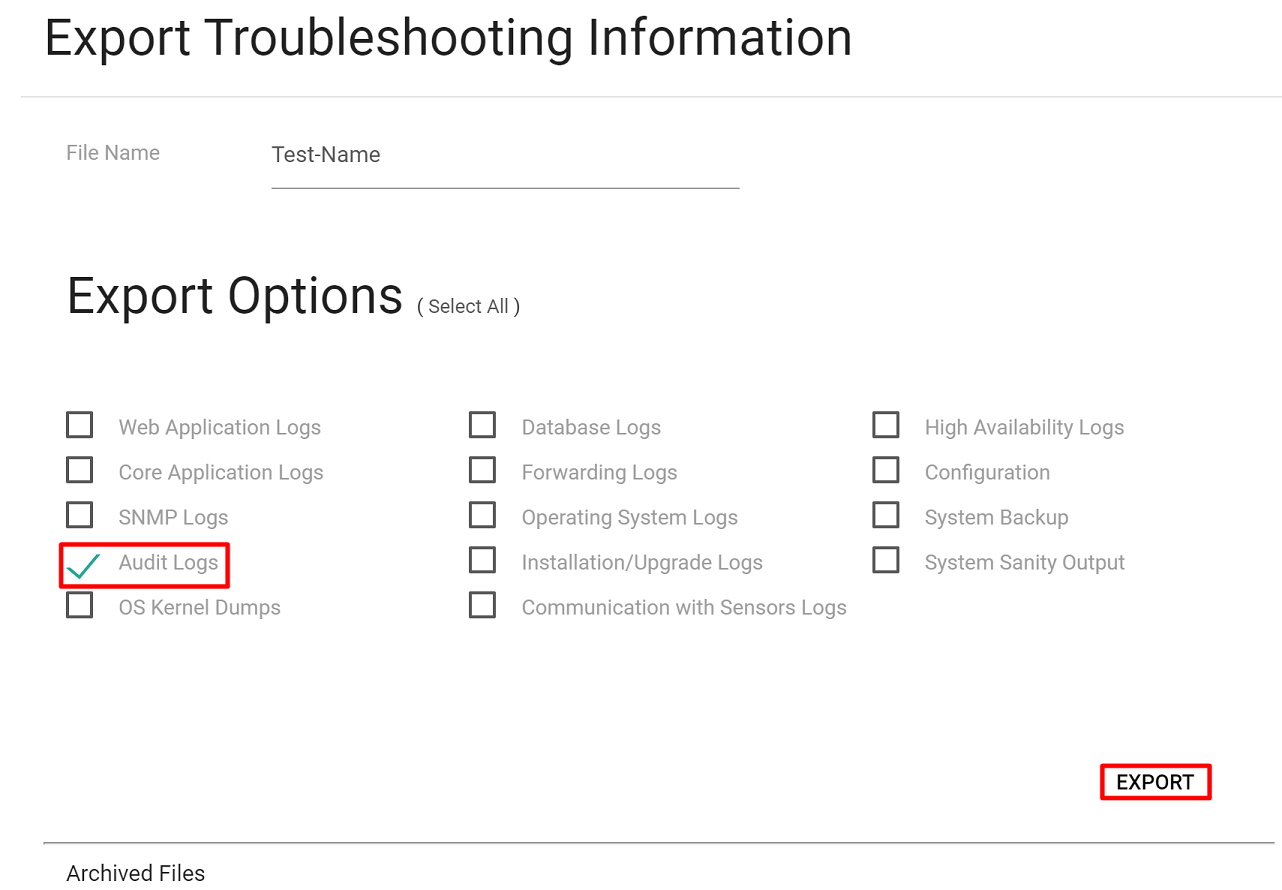 Export Troubleshooting Information
File Name Test-Name
Export Options ( Select All )
Web Application Logs Database Logs High Availability Logs
Core Application Logs Forwarding Logs Configuration
SNMP Logs Operating System Logs System Backup
Audit Logs Installation/Upgrade Logs System Sanity Output
OS Kernel Dumps Communication with Sensors Logs
EXPORT
Archived Files